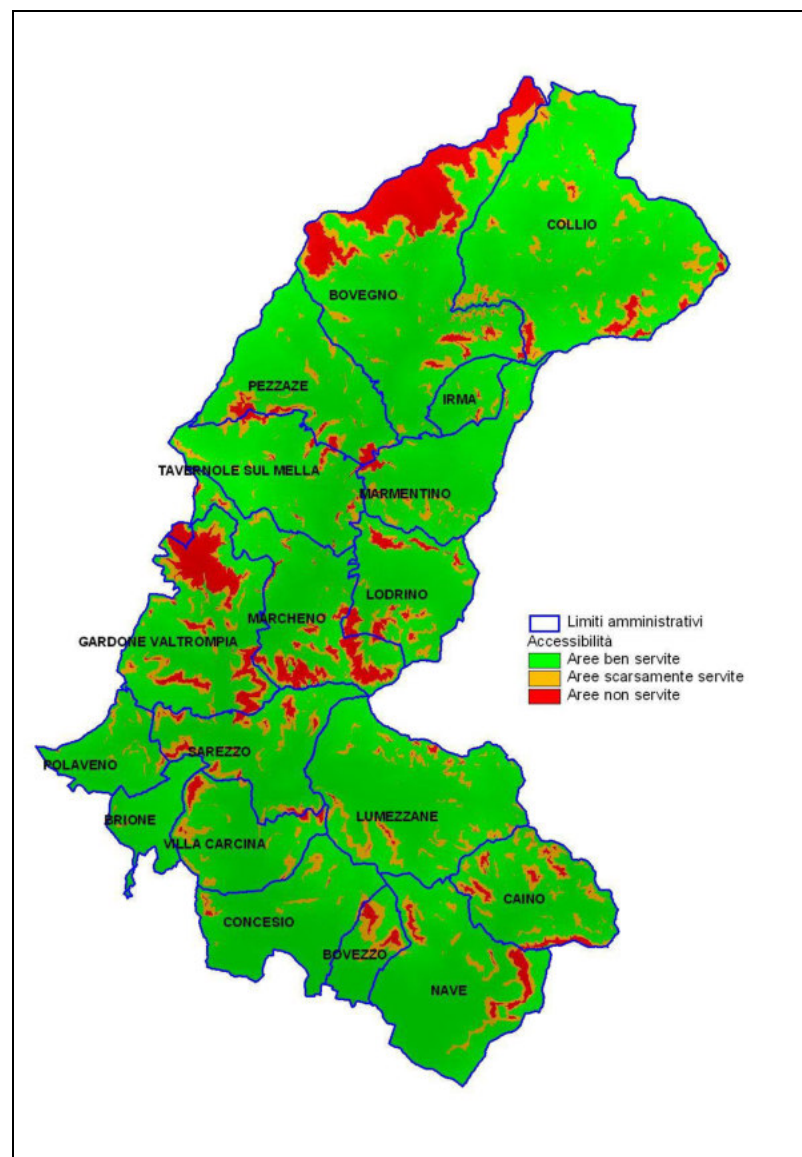 COLLIO
BOVEGNO
PEZZAZE
IRMA
TAVERNOLE SUL MELLA
MARMENTINO
LODRINO
MARCHENO
GARDONE VALTROMPIA
Limiti amministrativi
Accessibilità
Aree ben servite
Aree scarsamente servite
Aree non servite
SAREZZO
POLAVENO
LUMEZZANE
BRIONE
VILLA CARCINA
CAINO
CONCESIO
BOVEZZO
NAVE